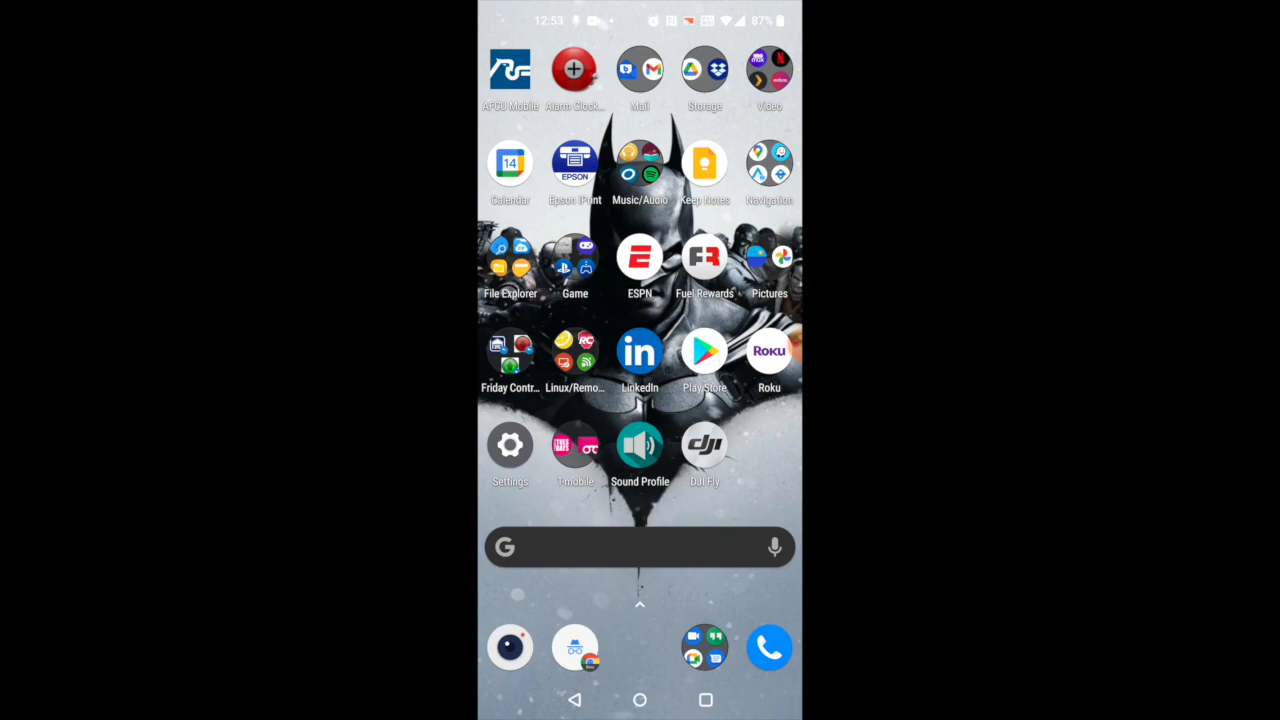 12:53 87%
AFCU Mobile Alarm Clock... Mail Storage Video
14 EPSON
Calendar Epson iPrint Music/Audio Keep Notes Navigation
File Explorer Game ESPN Fuel Rewards Pictures
RC in Roku
Friday Contr... Linux/Remo... LinkedIn Play Store Roku
dji
Settings T-mobile Sound Profile DJI Fly
G